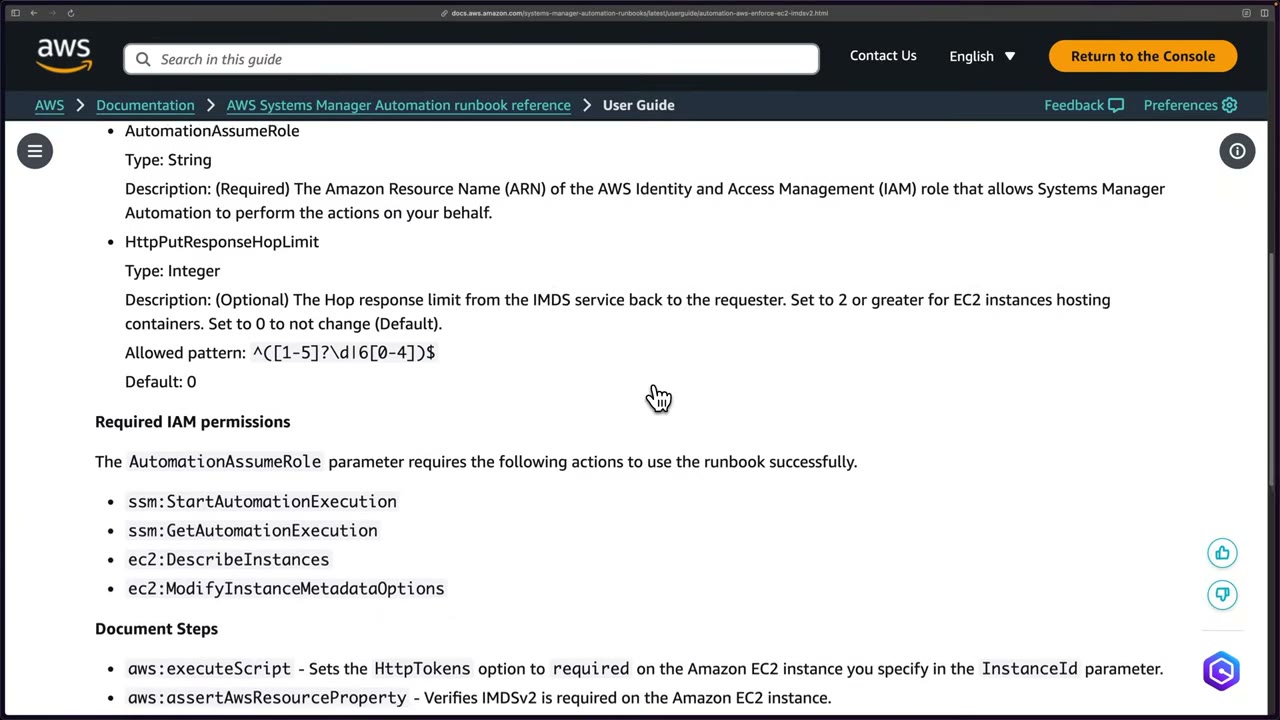 docs.aws.amazon.com/systems-manager-automation-runbooks/latest/userguide/automation-aws-enforce-ec2-imdsv2.html
aws
Search in this guide
Contact Us
English
Return to the Console
AWS
Documentation
AWS Systems Manager Automation runbook reference
User Guide
Feedback
Preferences
• AutomationAssumeRole
Type: String
Description: (Required) The Amazon Resource Name (ARN) of the AWS Identity and Access Management (IAM) role that allows Systems Manager
Automation to perform the actions on your behalf.
• HttpPutResponseHopLimit
Type: Integer
Description: (Optional) The Hop response limit from the IMDS service back to the requester. Set to 2 or greater for EC2 instances hosting
containers. Set to 0 to not change (Default).
Allowed pattern: ^([1-5]?\d|6[0-4])$
Default: 0
Required IAM permissions
The AutomationAssumeRole parameter requires the following actions to use the runbook successfully.
• ssm:StartAutomationExecution
• ssm:GetAutomationExecution
• ec2:DescribeInstances
• ec2:ModifyInstanceMetadataOptions
Document Steps
• aws:executeScript - Sets the HttpTokens option to required on the Amazon EC2 instance you specify in the InstanceId parameter.
• aws:assertAwsResourceProperty - Verifies IMDSv2 is required on the Amazon EC2 instance.